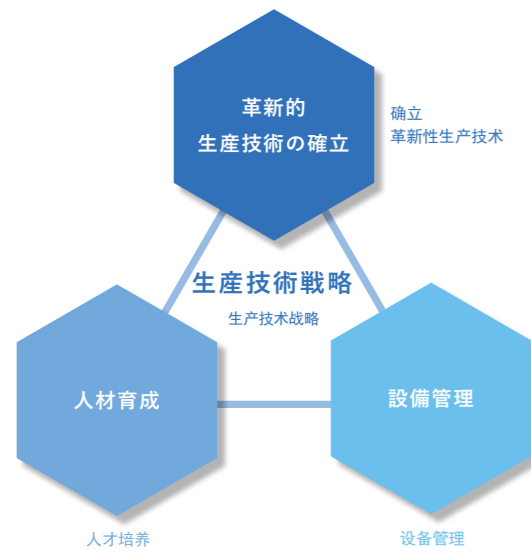 革新的
生産技術の確立
确立
革新性生产技术
生産技術戦略
生产技术战略
人材育成
設備管理
人才培养
设备管理